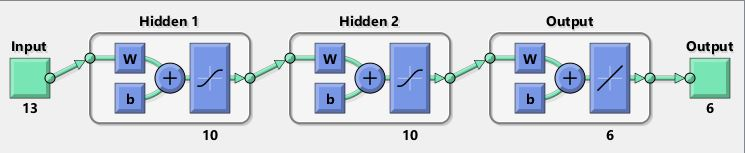 Hidden 1 Hidden 2 Output
Input Output
W W W
b b b
13 6
10 10 6